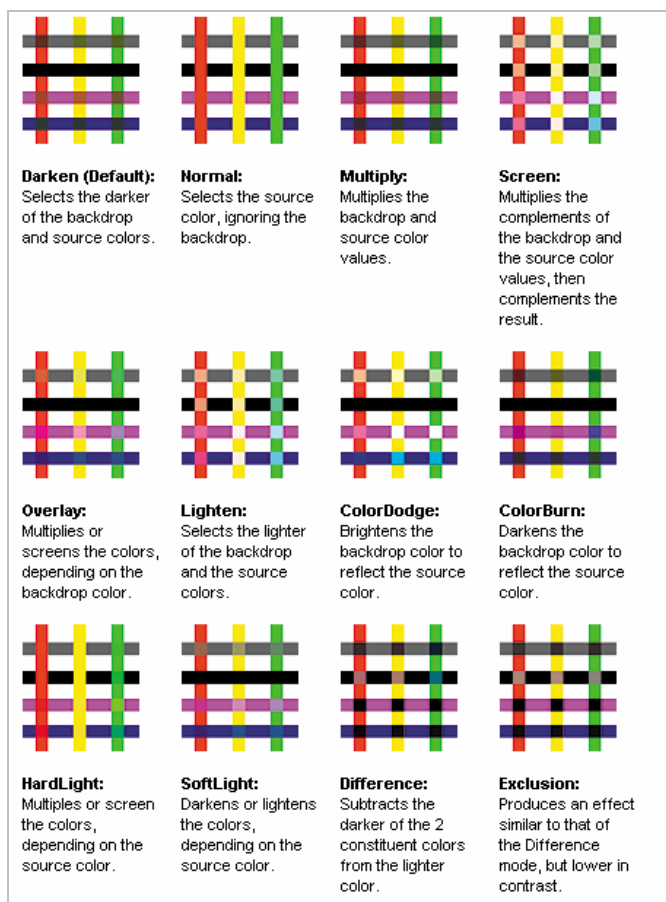 Darken (Default):
Selects the darker
of the backdrop
and source colors.
Normal:
Selects the source
color, ignoring the
backdrop.
Multiply:
Multiplies the
backdrop and
source color
values.
Screen:
Multiplies the
complements of
the backdrop and
the source color
values, then
complements the
result.
Overlay:
Multiplies or
screens the colors,
depending on the
backdrop color.
Lighten:
Selects the lighter
of the backdrop
and the source
colors.
ColorDodge:
Brightens the
backdrop color to
reflect the source
color.
ColorBurn:
Darkens the
backdrop color to
reflect the source
color.
HardLight:
Multiples or screen
the colors,
depending on the
source color.
SoftLight:
Darkens or lightens
the colors,
depending on the
source color.
Difference:
Subtracts the
darker of the 2
constituent colors
from the lighter
color.
Exclusion:
Produces an effect
similar to that of
the Difference
mode, but lower in
contrast.